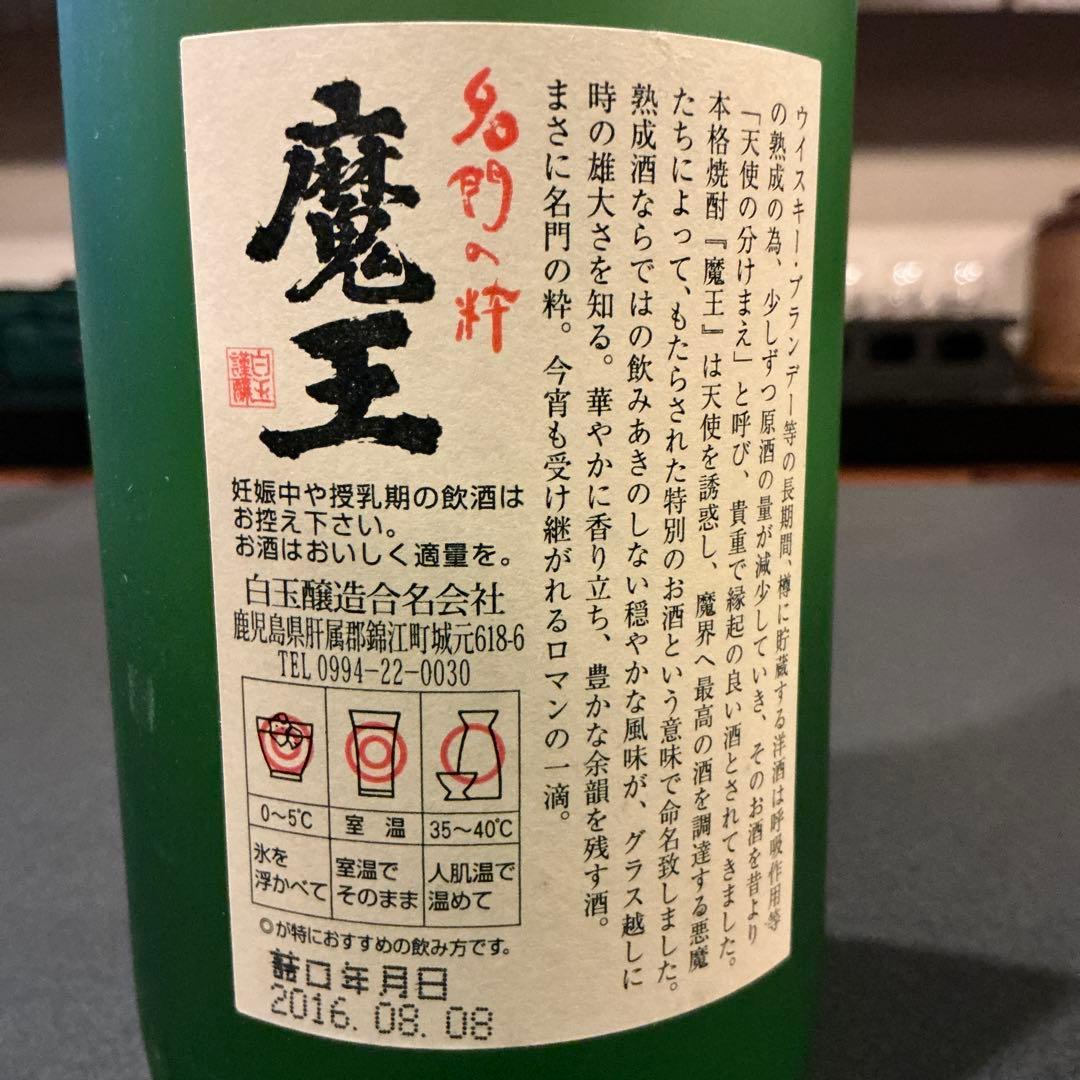 ウイスキー・ブランデー等の長期間、樽に貯蔵する洋酒は呼吸作用等
の熟成の為、少しずつ原酒の量が減少していき、そのお酒を昔より
「天使の分けまえ」と呼び、貴重で縁起の良い酒とされてきました。
本格焼酎『魔王』は天使を誘惑し、魔界へ最高の酒を調達する悪魔
たちによって、もたらされた特別のお酒という意味で命名致しました。
熟成酒ならではの飲みあきのしない穏やかな風味が、グラス越しに
時の雄大さを知る。華やかに香り立ち、豊かな余韻を残す酒。
まさに名門の粋。今宵も受け継がれるロマンの一滴。
名門の粋
魔王
白玉
謹醸
妊娠中や授乳期の飲酒は
お控え下さい。
お酒はおいしく適量を。
白玉醸造合名会社
鹿児島県肝属郡錦江町城元618-6
TEL 0994-22-0030
0〜5℃
室温
35〜40℃
氷を
浮かべて
室温で
そのまま
人肌温で
温めて
◎が特におすすめの飲み方です。
詰口年月日
2016.08.08